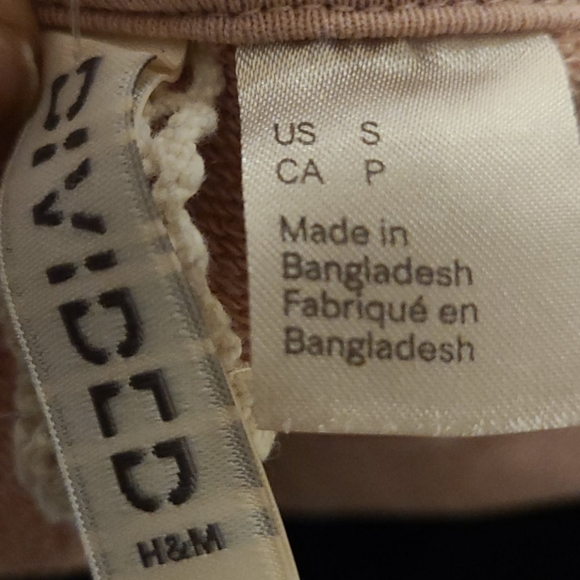 DIVIDED
H&M
US S
CA P
Made in
Bangladesh
Fabriqué en
Bangladesh